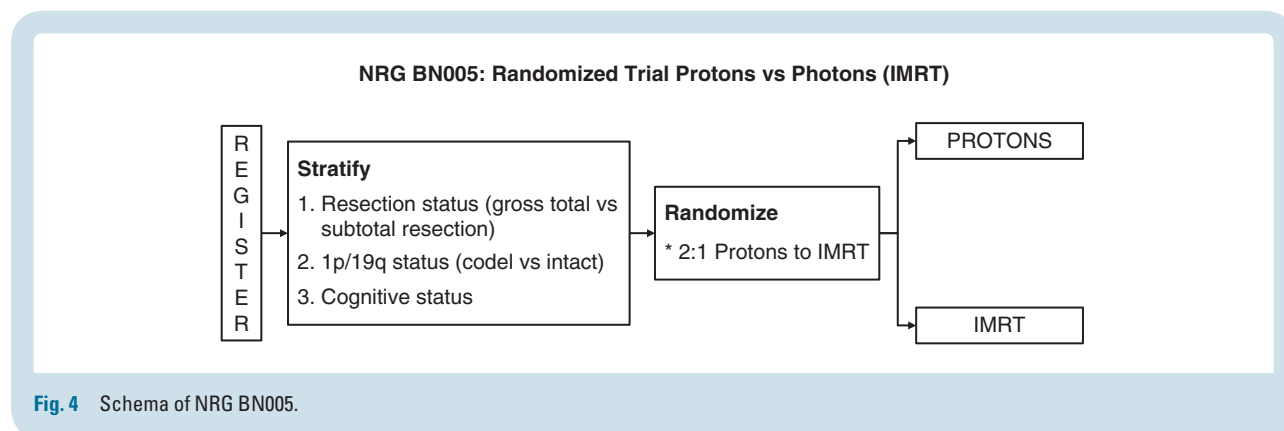 NRG BN005: Randomized Trial Protons vs Photons (IMRT)
R
E
G
I
S
T
E
R
Stratify
1. Resection status (gross total vs
subtotal resection)
2. 1p/19q status (codel vs intact)
3. Cognitive status
Randomize
* 2:1 Protons to IMRT
PROTONS
IMRT
Fig. 4 Schema of NRG BN005.